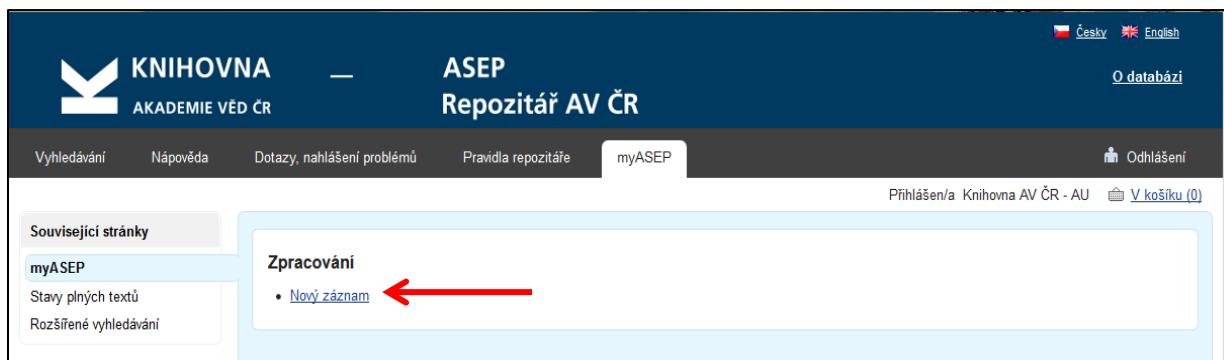 Česky English
KNIHOVNA — ASEP
O databázi
AKADEMIE VĚD ČR Repozitář AV ČR
Vyhledávání Nápověda Dotazy, nahlášení problémů Pravidla repozitáře myASEP Odhlášení
Přihlášen/a Knihovna AV ČR - AU V košíku (0)
Související stránky
myASEP
Stavy plných textů
Rozšířené vyhledávání
Zpracování
• Nový záznam